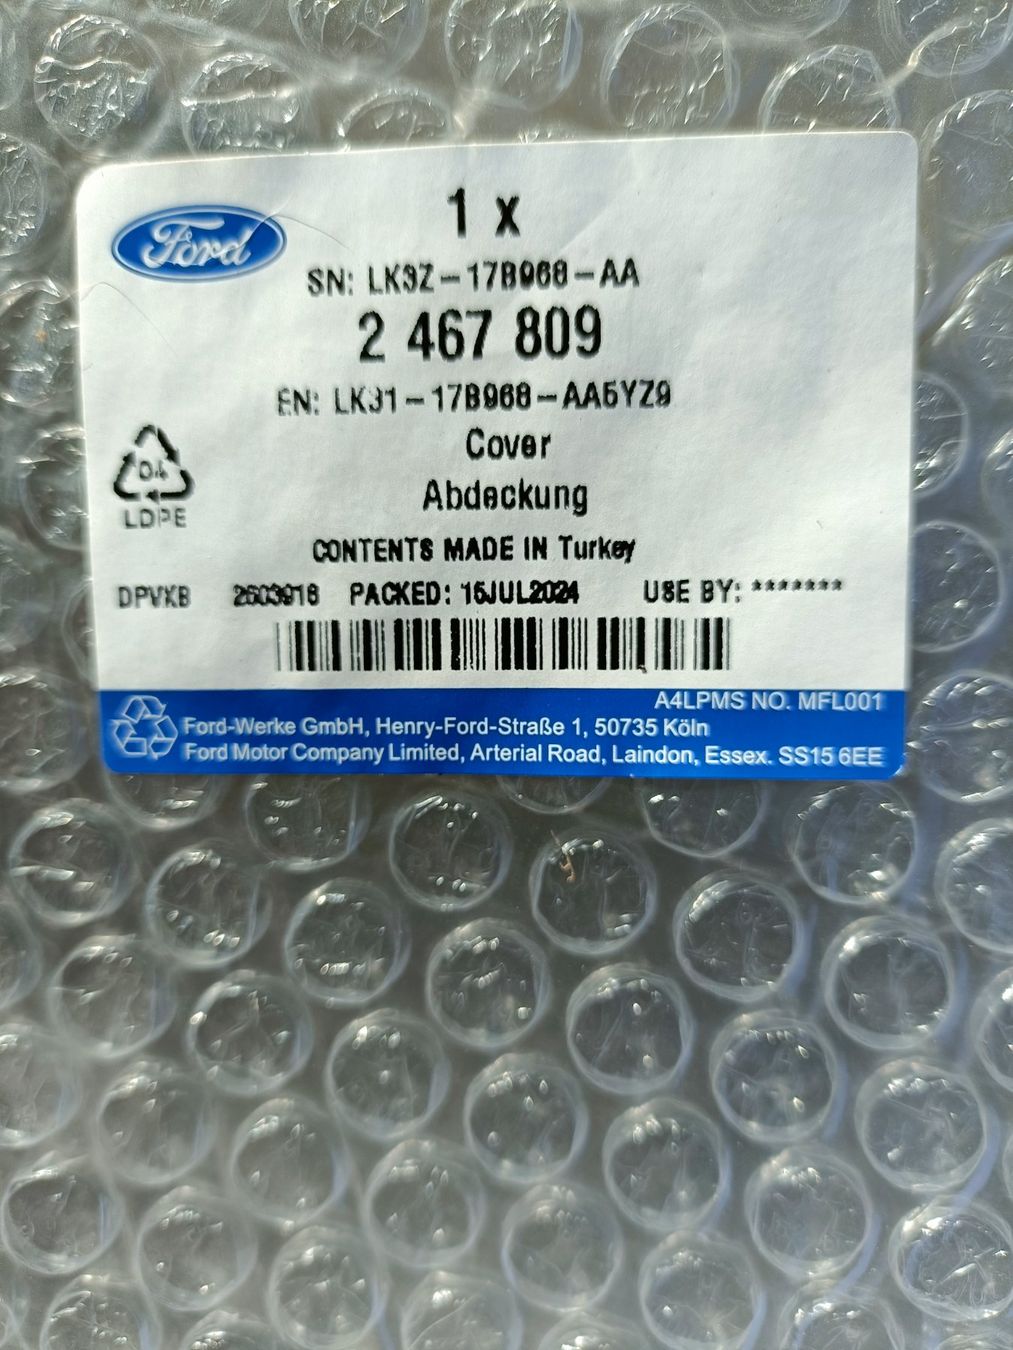 Ford
1 x
SN: LK3Z-17B968-AA
2 467 809
EN: LK31-17B968-AA5YZ9
Cover
Abdeckung
04
LDPE
CONTENTS MADE IN Turkey
DPVKB 2603916 PACKED: 15JUL2024 USE BY: *******
A4LPMS NO. MFL001
Ford-Werke GmbH, Henry-Ford-Straße 1, 50735 Köln
Ford Motor Company Limited, Arterial Road, Laindon, Essex. SS15 6EE